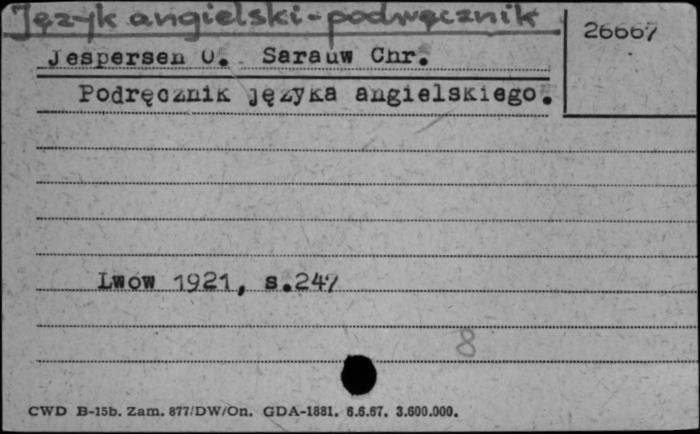 Język angielski-podręcznik
26667
Jespersen O. Sarauw Chr.
Podręcznik języka angielskiego.
Lwów 1921, s.247
8
CWD B-15b. Zam. 877/DW/On. GDA-1881. 6.6.67. 3.600.000.